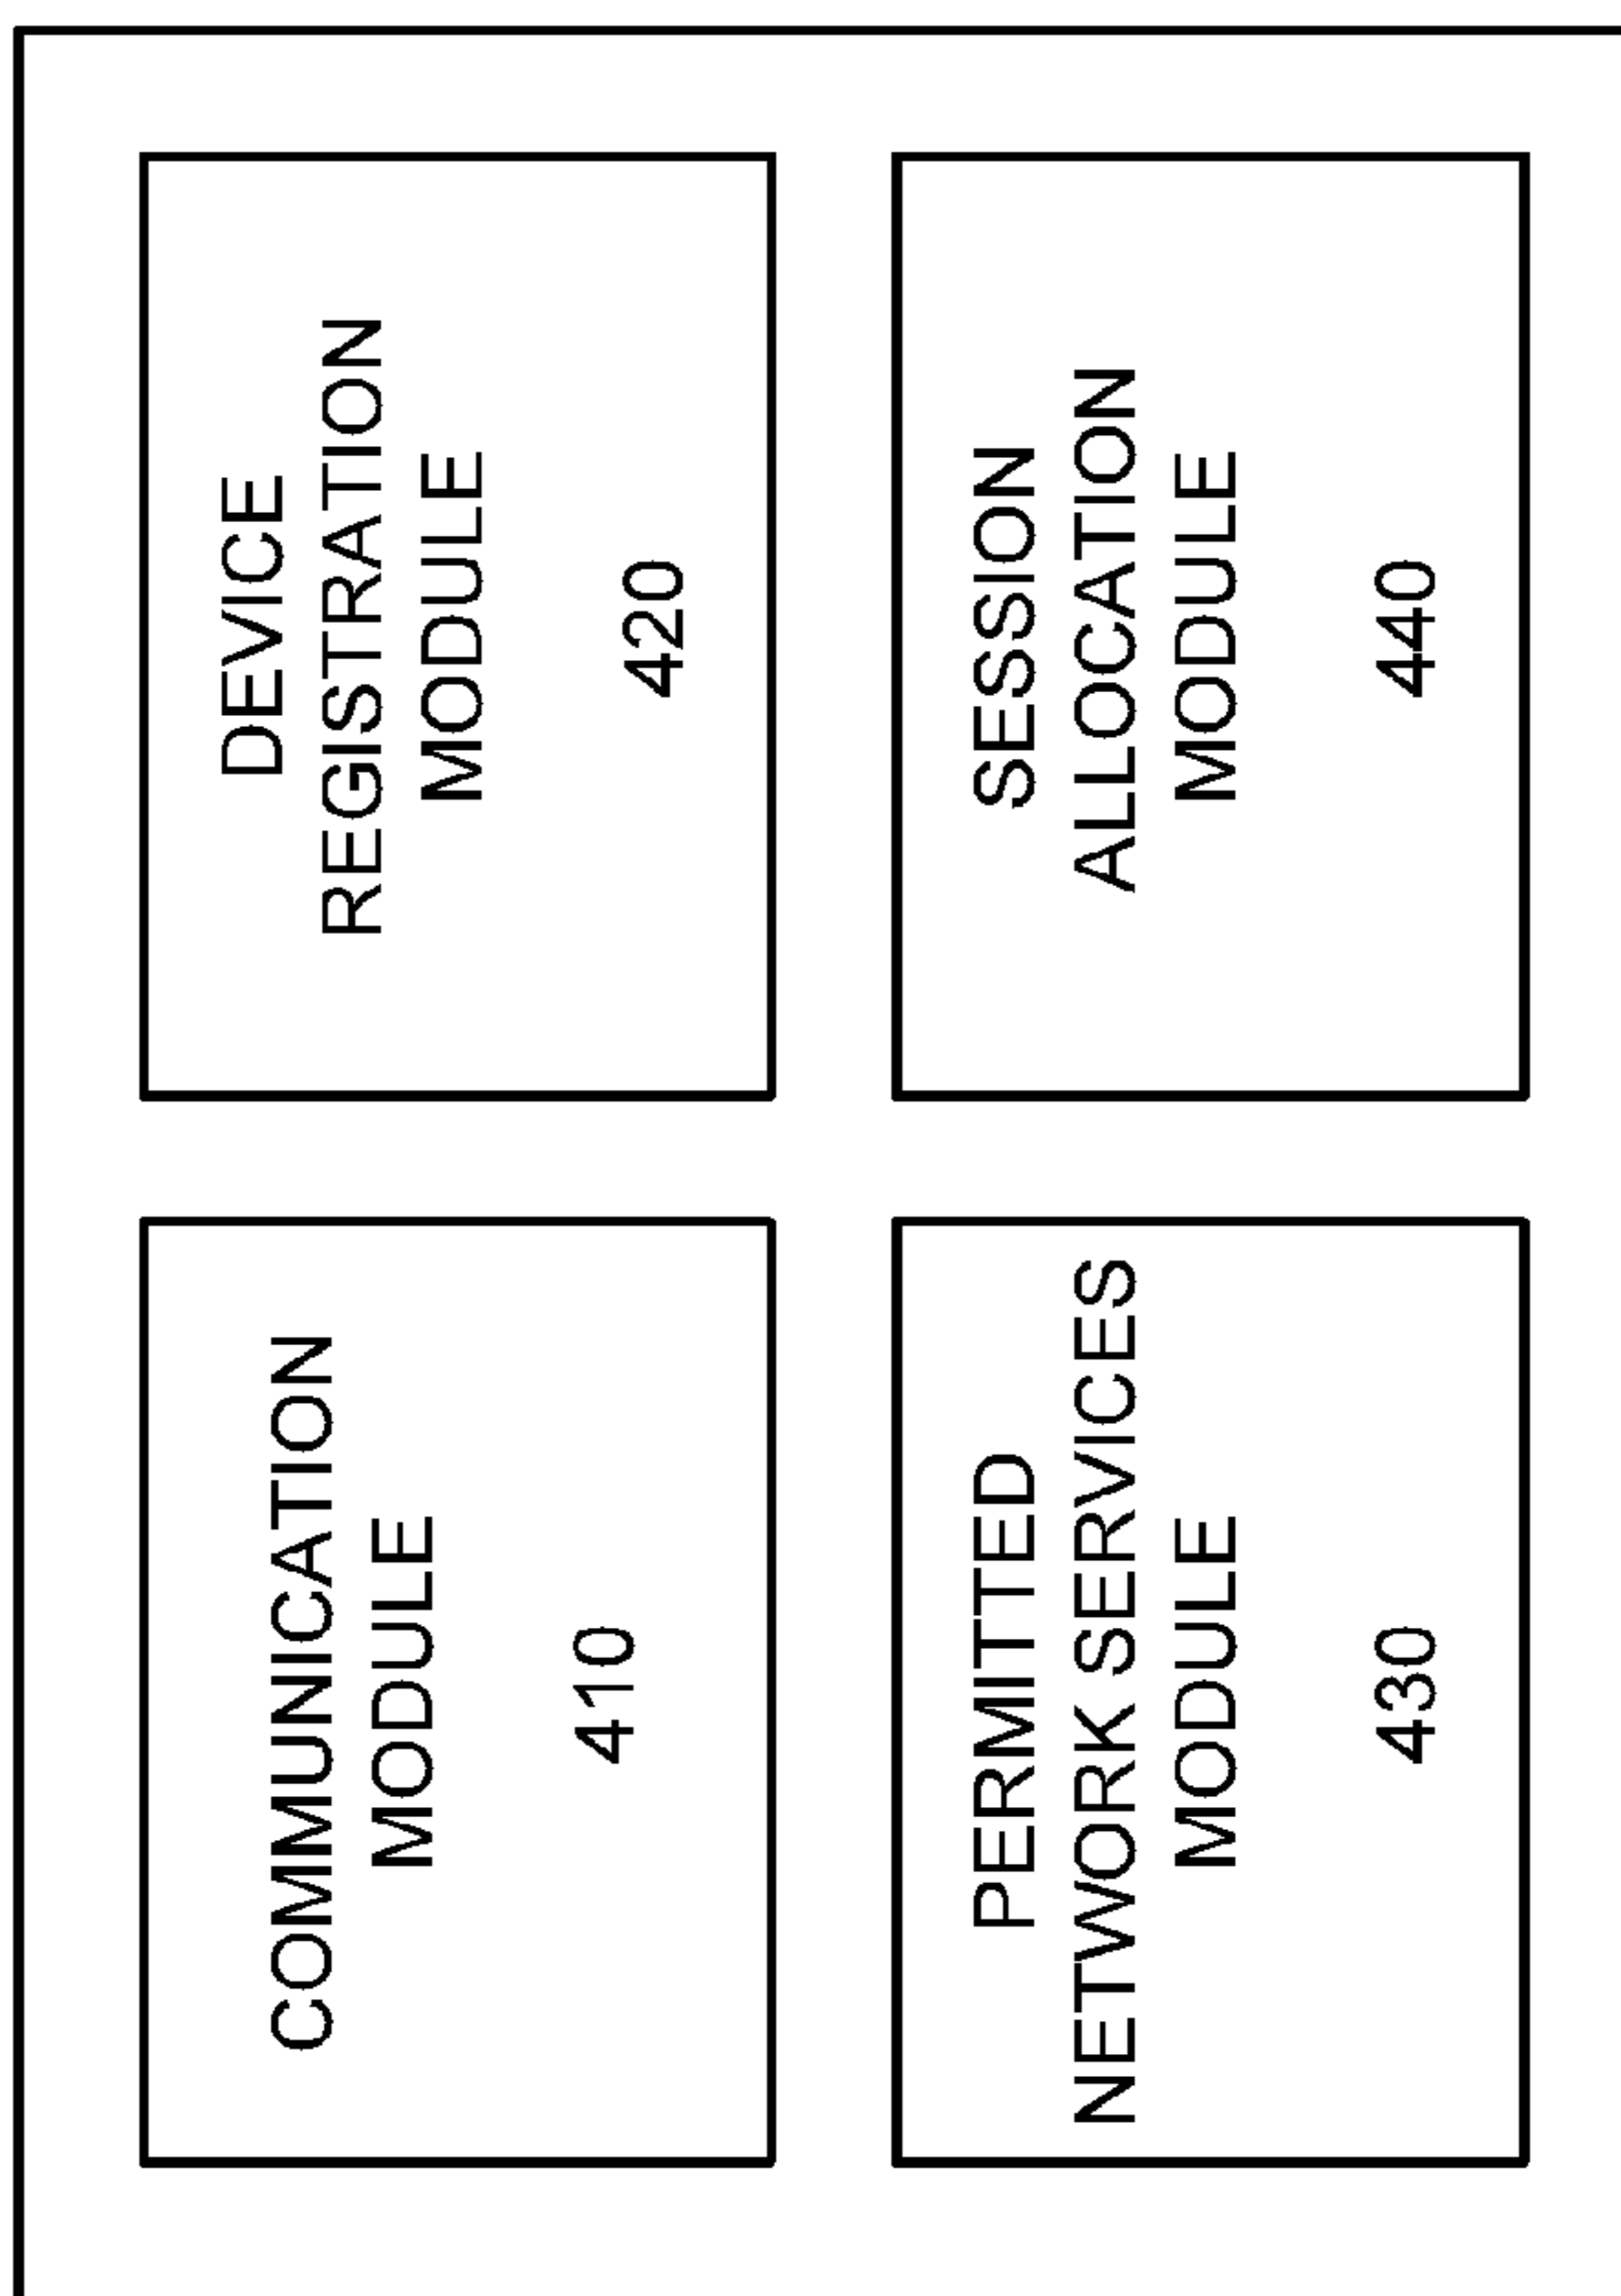 COMMUNICATION
MODULE
410
DEVICE
REGISTRATION
MODULE
420
PERMITTED
NETWORK SERVICES
MODULE
430
SESSION
ALLOCATION
MODULE
440